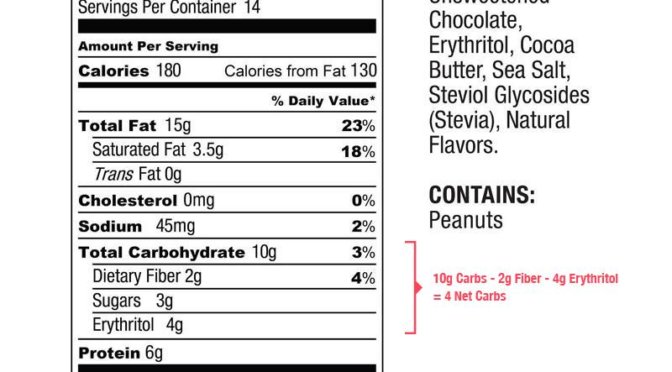 Servings Per Container 14
Amount Per Serving
Calories 180 Calories from Fat 130
% Daily Value*
Total Fat 15g 23%
Saturated Fat 3.5g 18%
Trans Fat 0g
Cholesterol 0mg 0%
Sodium 45mg 2%
Total Carbohydrate 10g 3%
Dietary Fiber 2g 4%
Sugars 3g
Erythritol 4g
Protein 6g
Unsweetened
Chocolate,
Erythritol, Cocoa
Butter, Sea Salt,
Steviol Glycosides
(Stevia), Natural
Flavors.
CONTAINS:
Peanuts
10g Carbs - 2g Fiber - 4g Erythritol
= 4 Net Carbs